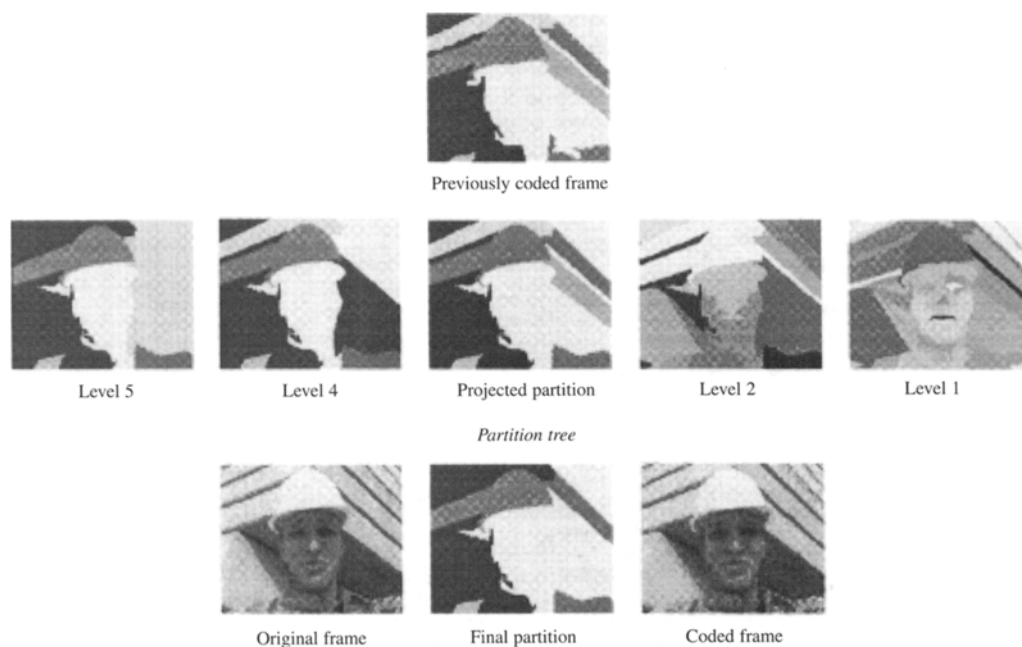 Previously coded frame
Level 5
Level 4
Projected partition
Level 2
Level 1
Partition tree
Original frame
Final partition
Coded frame